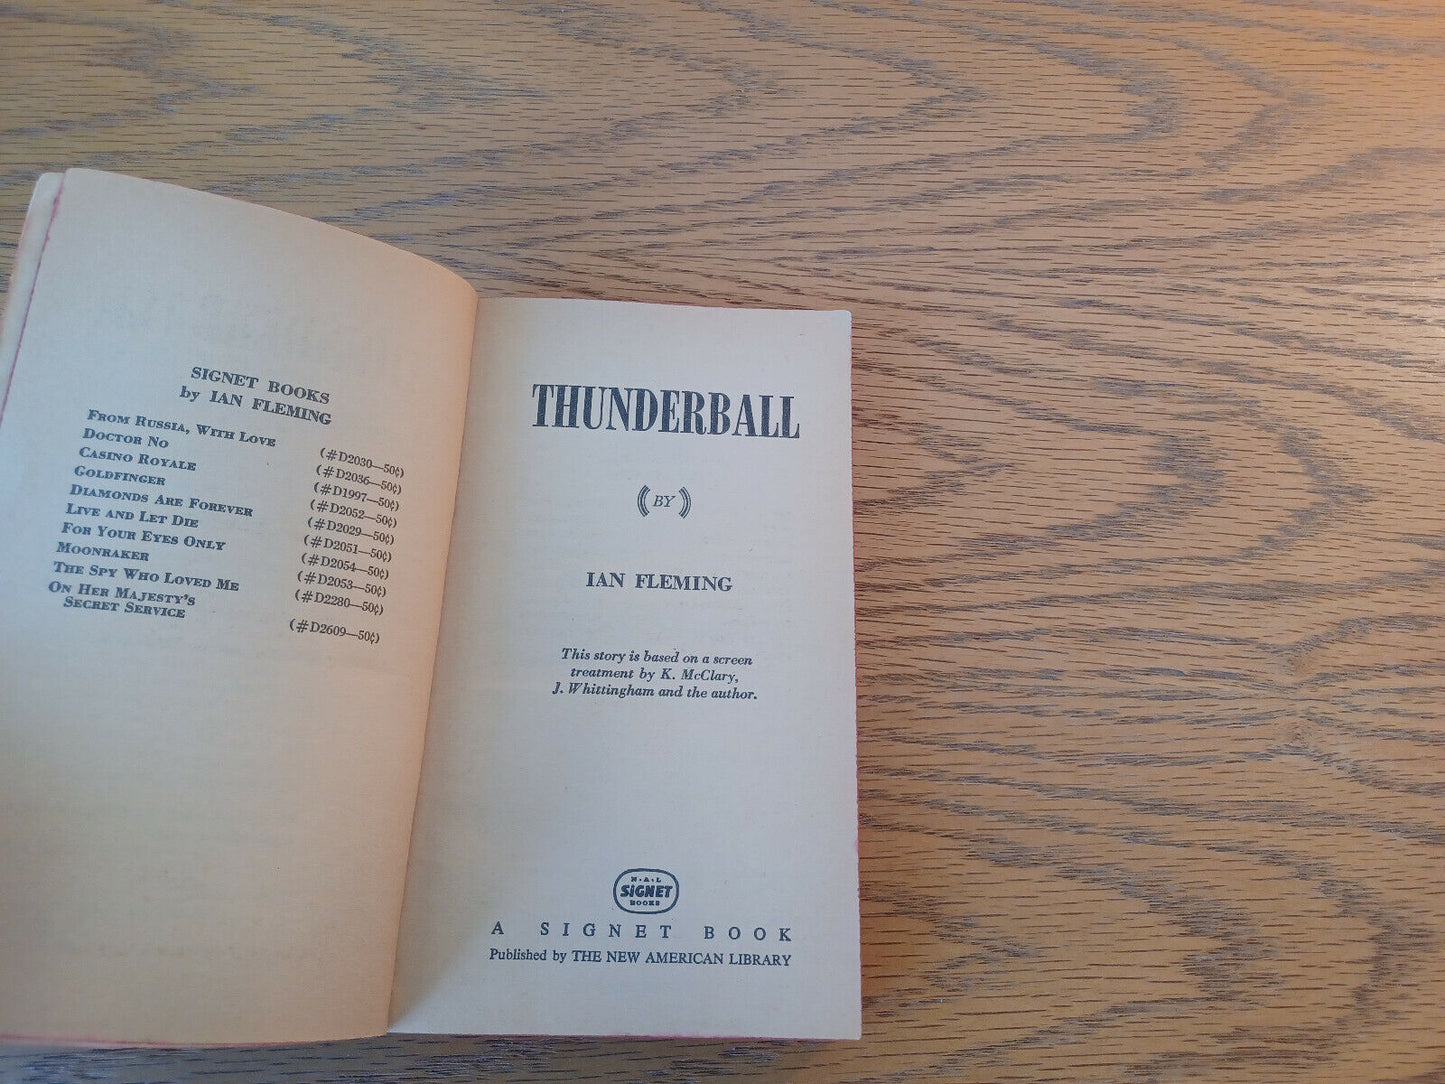 SIGNET BOOKS
by IAN FLEMING
FROM RUSSIA, WITH LOVE (#D2030—50¢)
DOCTOR NO (#D2036—50¢)
CASINO ROYALE (#D1997—50¢)
GOLDFINGER (#D2052—50¢)
DIAMONDS ARE FOREVER (#D2029—50¢)
LIVE AND LET DIE (#D2051—50¢)
FOR YOUR EYES ONLY (#D2054—50¢)
MOONRAKER (#D2053—50¢)
THE SPY WHO LOVED ME (#D2280—50¢)
ON HER MAJESTY'S
SECRET SERVICE (#D2609—50¢)
THUNDERBALL
BY
IAN FLEMING
This story is based on a screen
treatment by K. McClary,
J. Whittingham and the author.
N·A·L
SIGNET
BOOKS
A SIGNET BOOK
Published by THE NEW AMERICAN LIBRARY